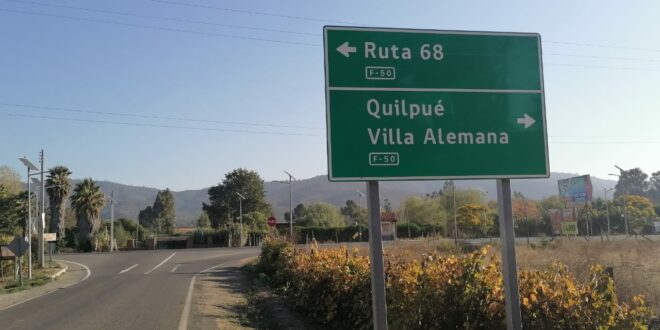 Ruta 68
F-50
Quilpué
Villa Alemana
F-50